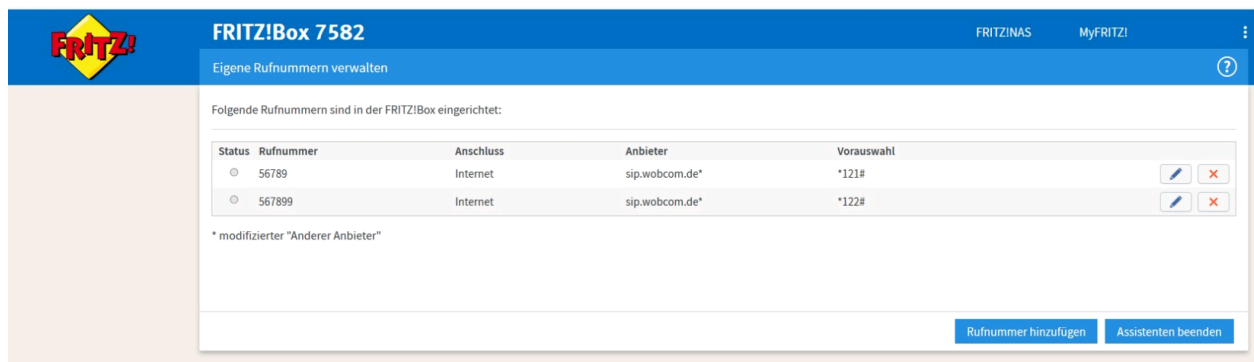 FRITZ!
FRITZ!Box 7582 FRITZ!NAS MyFRITZ!
Eigene Rufnummern verwalten ?
Folgende Rufnummern sind in der FRITZ!Box eingerichtet:
Status Rufnummer Anschluss Anbieter Vorauswahl
56789 Internet sip.wobcom.de* *121#
567899 Internet sip.wobcom.de* *122#
* modifizierter "Anderer Anbieter"
Rufnummer hinzufügen Assistenten beenden